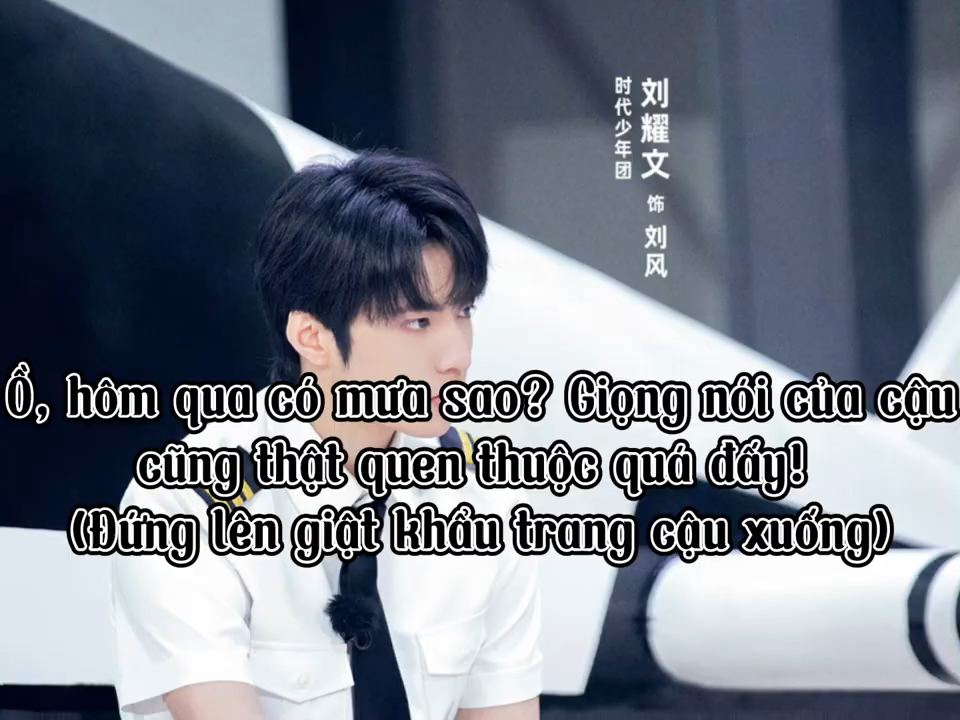 时代少年团
刘耀文
饰
刘风
Ồ, hôm qua có mưa sao? Giọng nói của cậu
cũng thật quen thuộc quá đấy!
(Đứng lên giật khẩu trang cậu xuống)